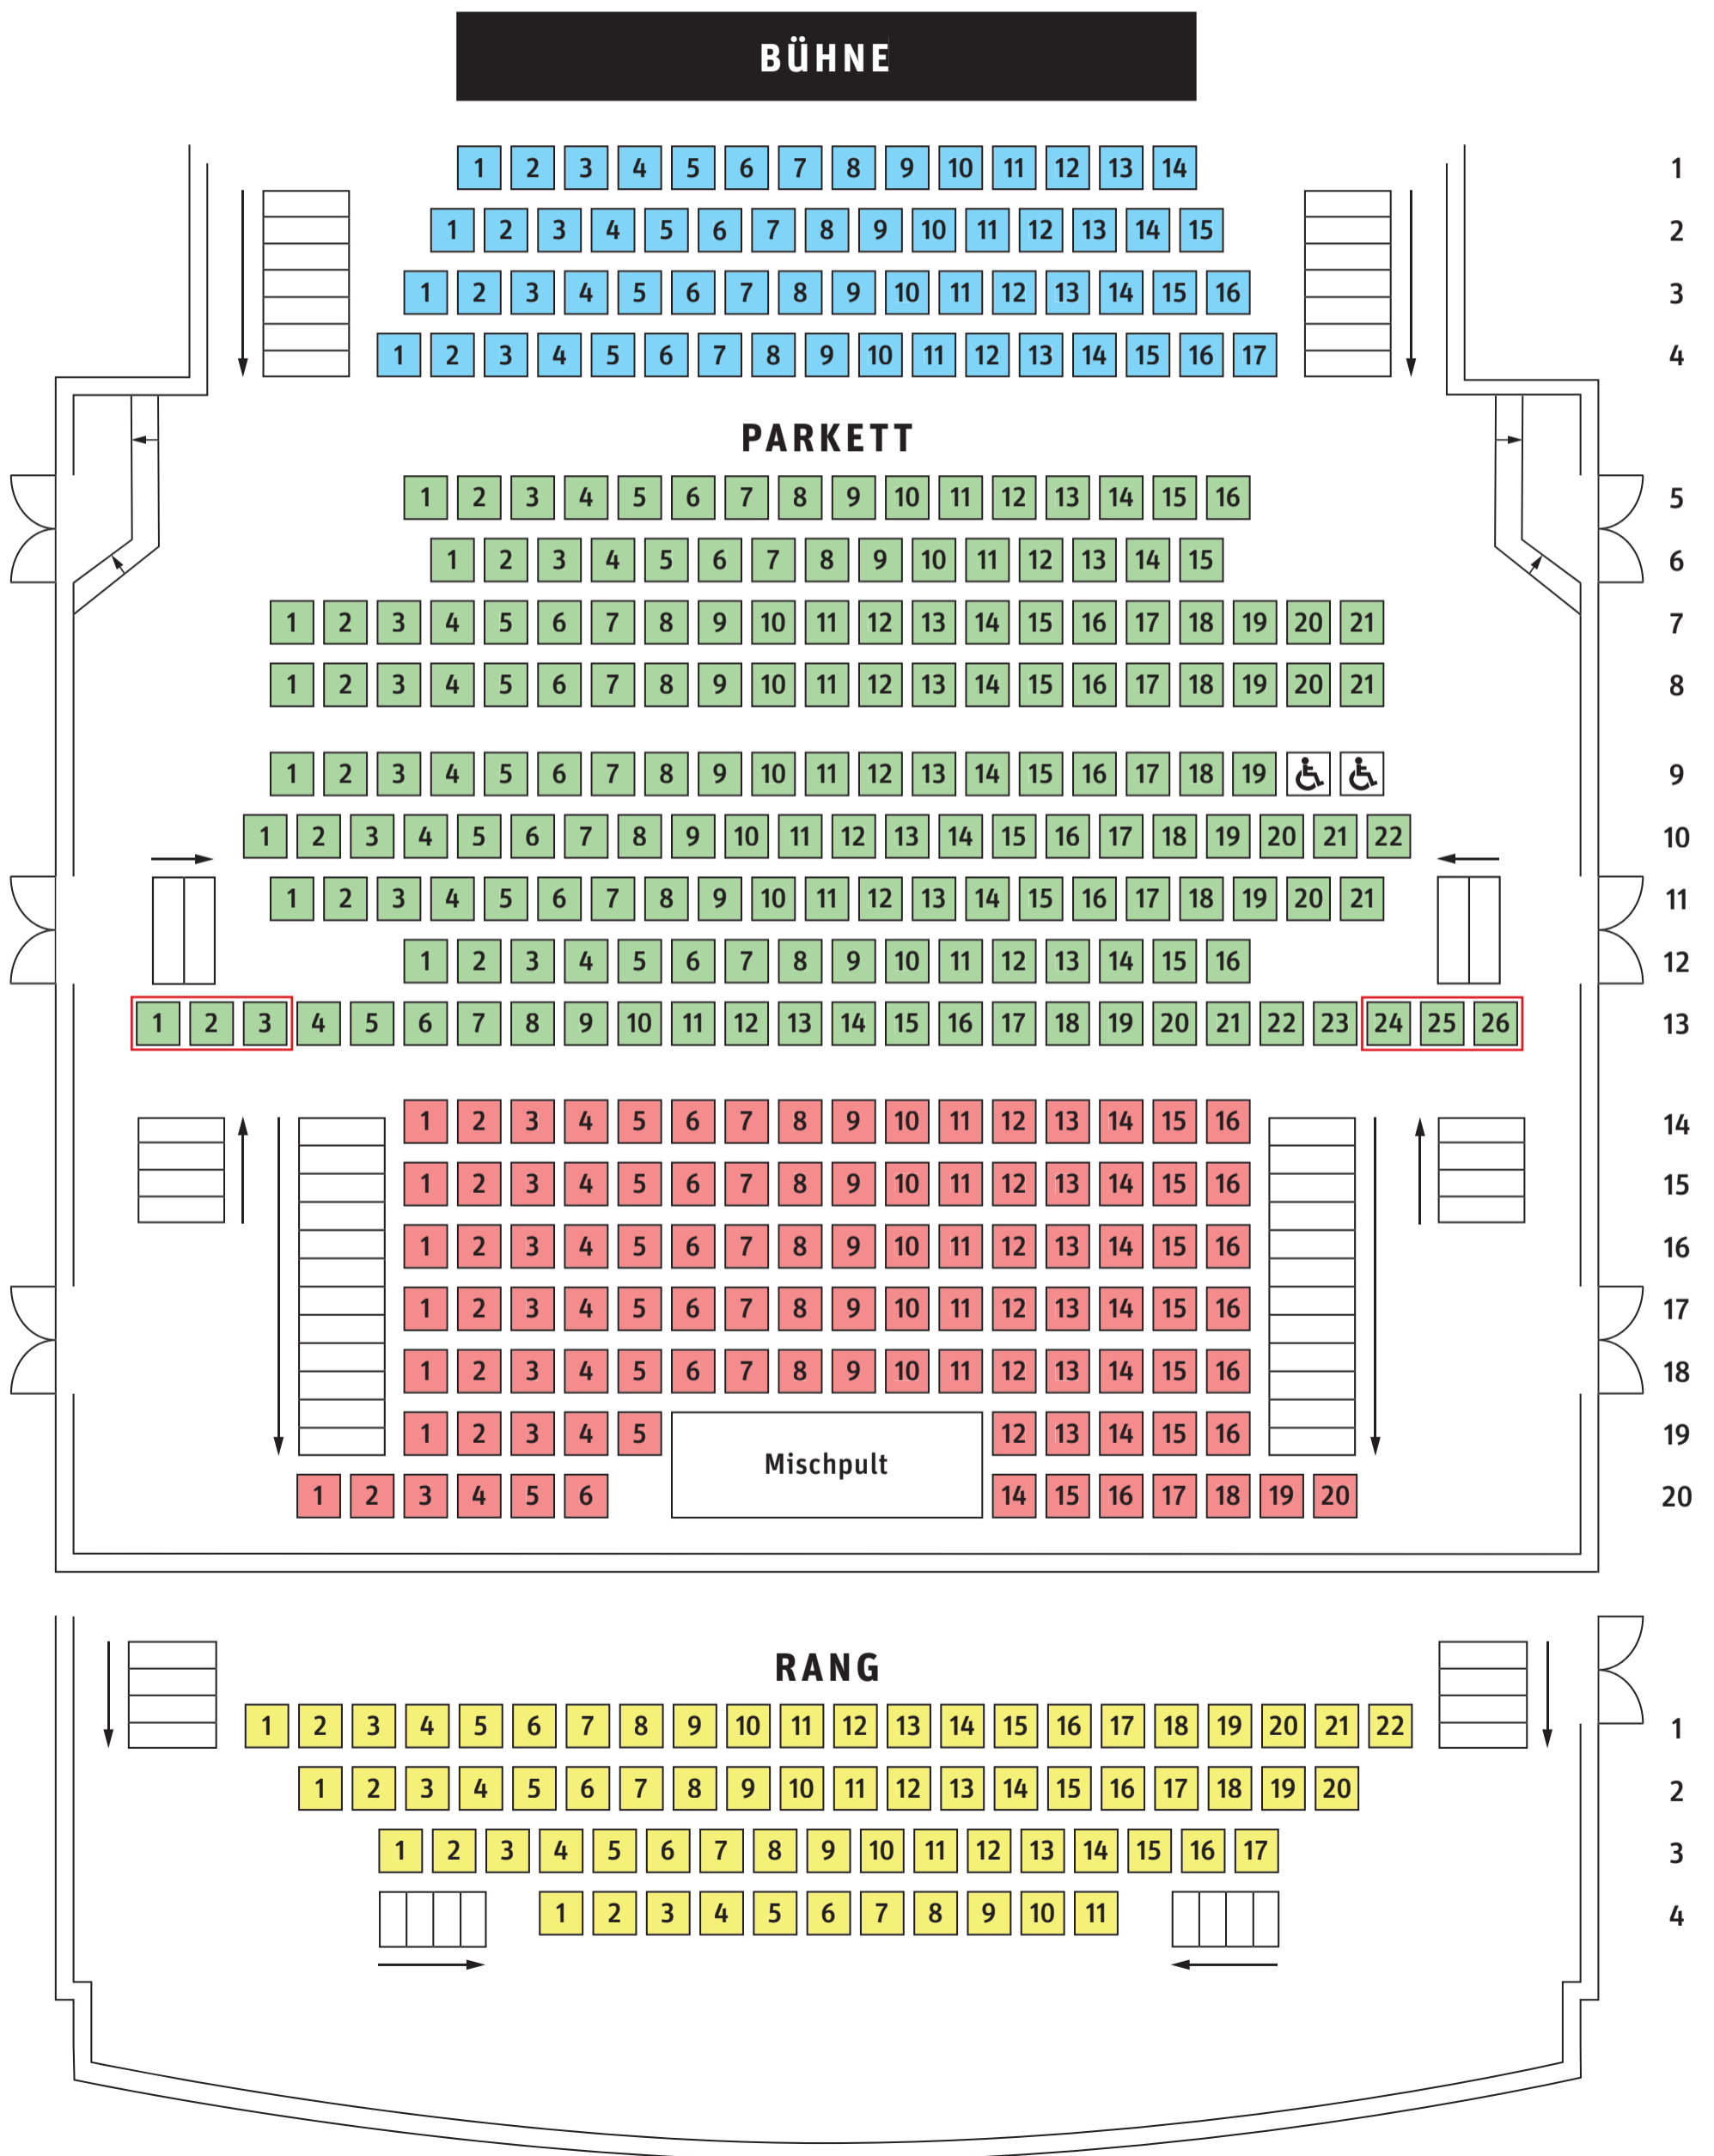 BÜHNE
1 2 3 4 5 6 7 8 9 10 11 12 13 14 1
1 2 3 4 5 6 7 8 9 10 11 12 13 14 15 2
1 2 3 4 5 6 7 8 9 10 11 12 13 14 15 16 3
1 2 3 4 5 6 7 8 9 10 11 12 13 14 15 16 17 4
PARKETT
1 2 3 4 5 6 7 8 9 10 11 12 13 14 15 16 5
1 2 3 4 5 6 7 8 9 10 11 12 13 14 15 6
1 2 3 4 5 6 7 8 9 10 11 12 13 14 15 16 17 18 19 20 21 7
1 2 3 4 5 6 7 8 9 10 11 12 13 14 15 16 17 18 19 20 21 8
1 2 3 4 5 6 7 8 9 10 11 12 13 14 15 16 17 18 19 9
1 2 3 4 5 6 7 8 9 10 11 12 13 14 15 16 17 18 19 20 21 22 10
1 2 3 4 5 6 7 8 9 10 11 12 13 14 15 16 17 18 19 20 21 11
1 2 3 4 5 6 7 8 9 10 11 12 13 14 15 16 12
1 2 3 4 5 6 7 8 9 10 11 12 13 14 15 16 17 18 19 20 21 22 23 24 25 26 13
1 2 3 4 5 6 7 8 9 10 11 12 13 14 15 16 14
1 2 3 4 5 6 7 8 9 10 11 12 13 14 15 16 15
1 2 3 4 5 6 7 8 9 10 11 12 13 14 15 16 16
1 2 3 4 5 6 7 8 9 10 11 12 13 14 15 16 17
1 2 3 4 5 6 7 8 9 10 11 12 13 14 15 16 18
1 2 3 4 5 12 13 14 15 16 19
Mischpult
1 2 3 4 5 6 14 15 16 17 18 19 20 20
RANG
1 2 3 4 5 6 7 8 9 10 11 12 13 14 15 16 17 18 19 20 21 22 1
1 2 3 4 5 6 7 8 9 10 11 12 13 14 15 16 17 18 19 20 2
1 2 3 4 5 6 7 8 9 10 11 12 13 14 15 16 17 3
1 2 3 4 5 6 7 8 9 10 11 4